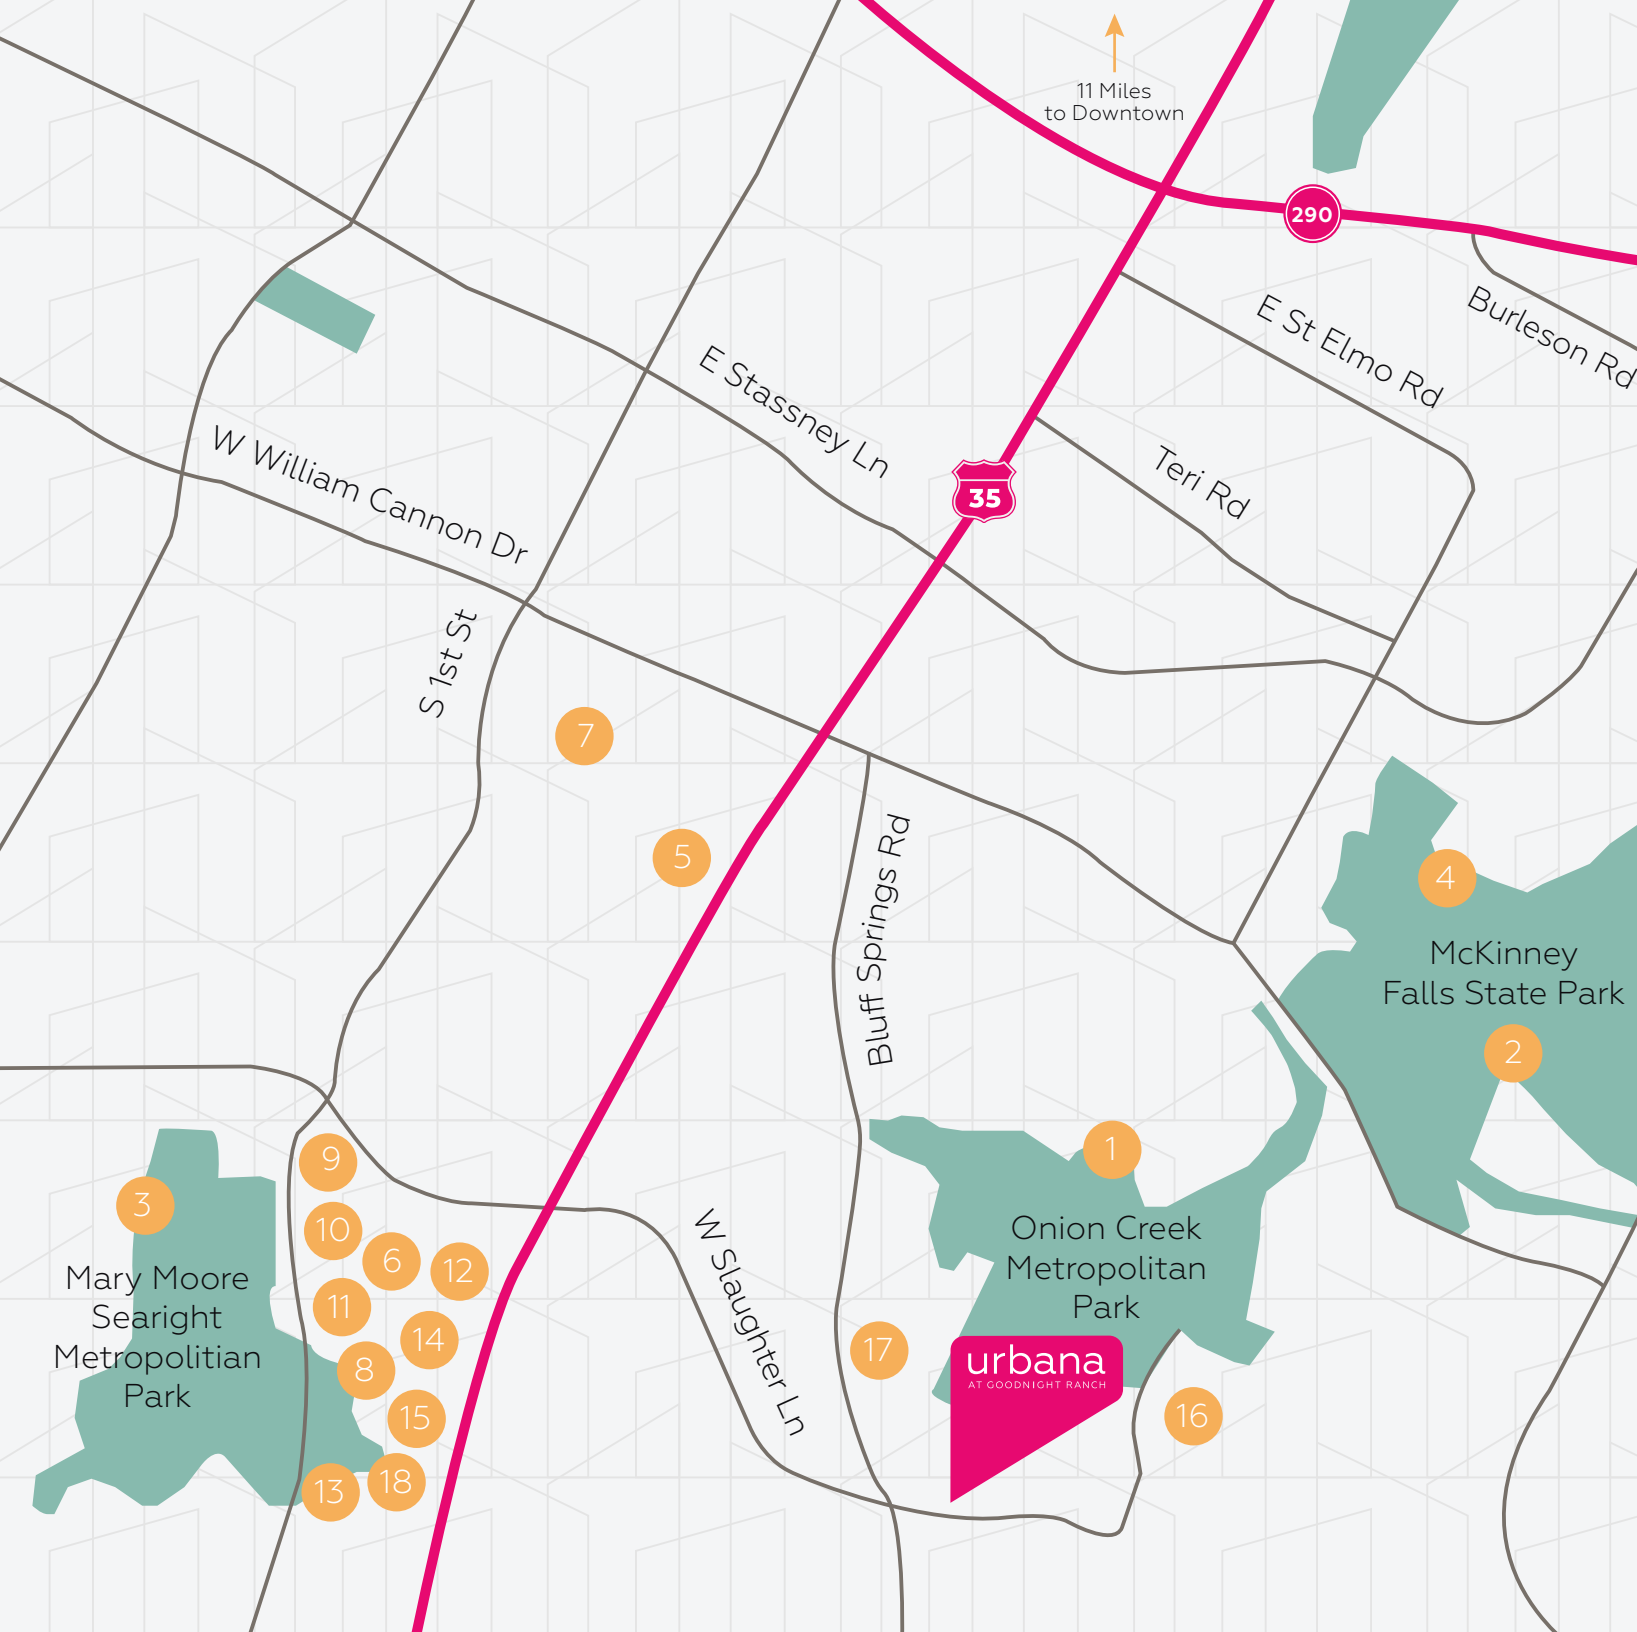 11 Miles
to Downtown
290
Burleson Rd
E St Elmo Rd
E Stassney Ln
W William Cannon Dr
Teri Rd
35
S 1st St
7
5
Bluff Springs Rd
4
McKinney
Falls State Park
2
1
9
3
10
6
12
11
14
8
15
13
18
Mary Moore
Searight
Metropolitian
Park
W Slaughter Ln
Onion Creek
Metropolitan
Park
17
urbana
AT GOODNIGHT RANCH
16